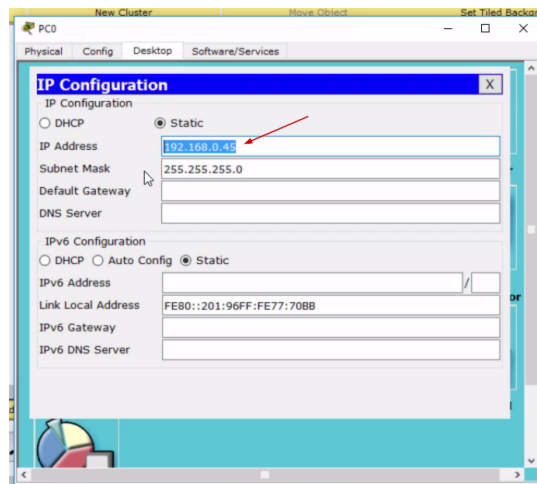 New Cluster Move Object Set Tiled Backgr
PC0
Physical Config Desktop Software/Services
IP Configuration X
IP Configuration
DHCP Static
IP Address 192.168.0.45
Subnet Mask 255.255.255.0
Default Gateway
DNS Server
IPv6 Configuration
DHCP Auto Config Static
IPv6 Address /
Link Local Address FE80::201:96FF:FE77:70BB
IPv6 Gateway
IPv6 DNS Server
or